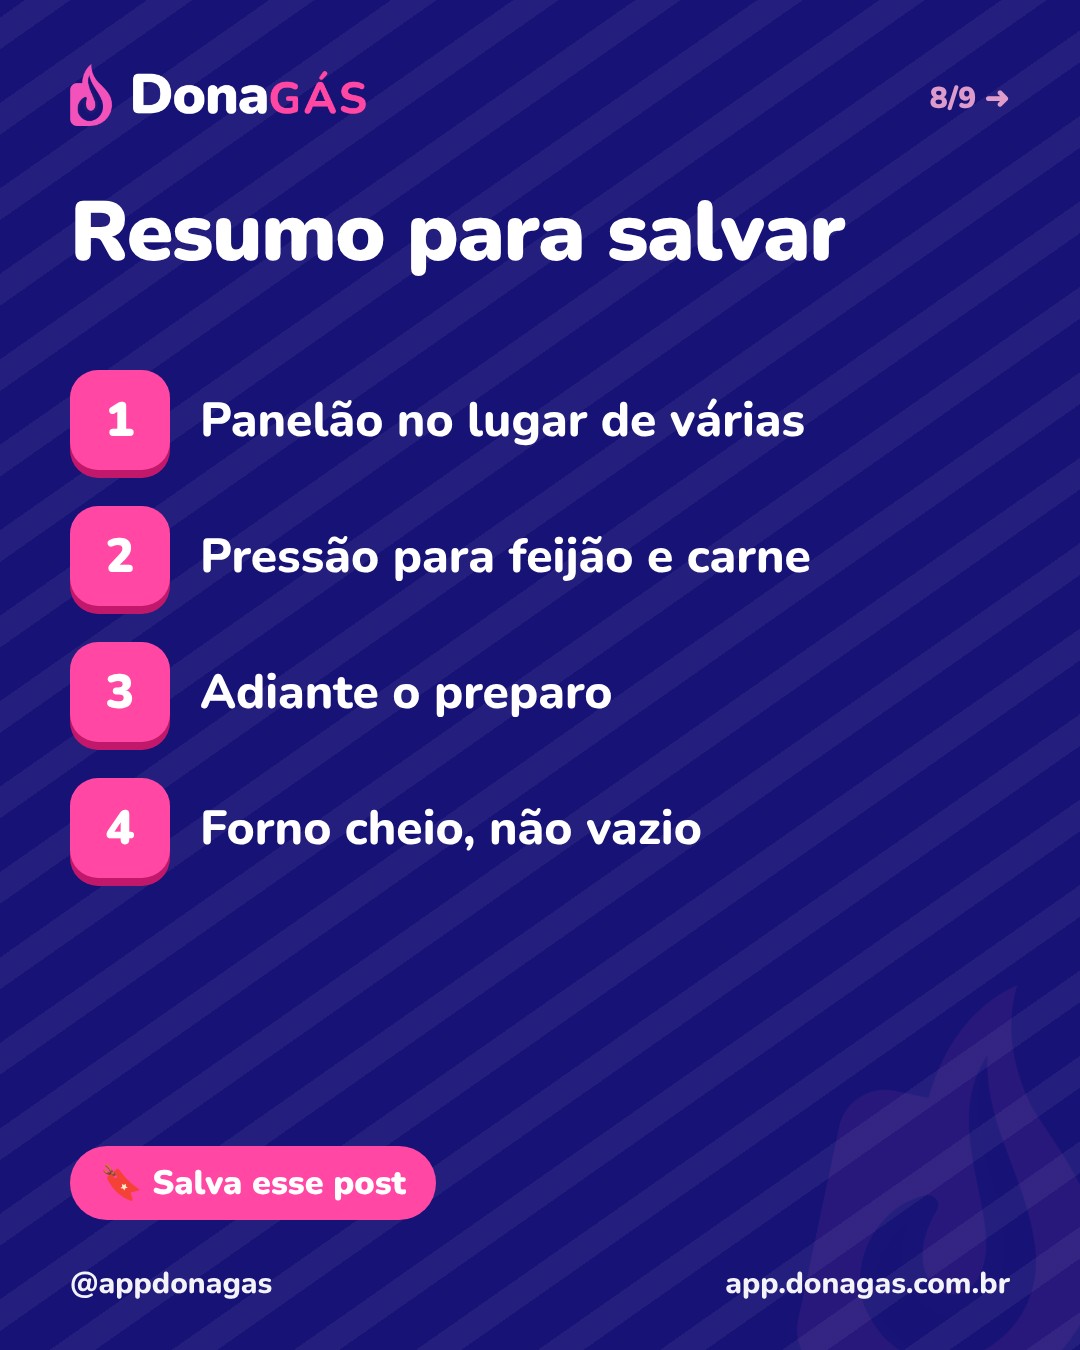 DonaGÁS
8/9 →
Resumo para salvar
1 Panelão no lugar de várias
2 Pressão para feijão e carne
3 Adiante o preparo
4 Forno cheio, não vazio
🔖 Salva esse post
@appdonagas
app.donagas.com.br